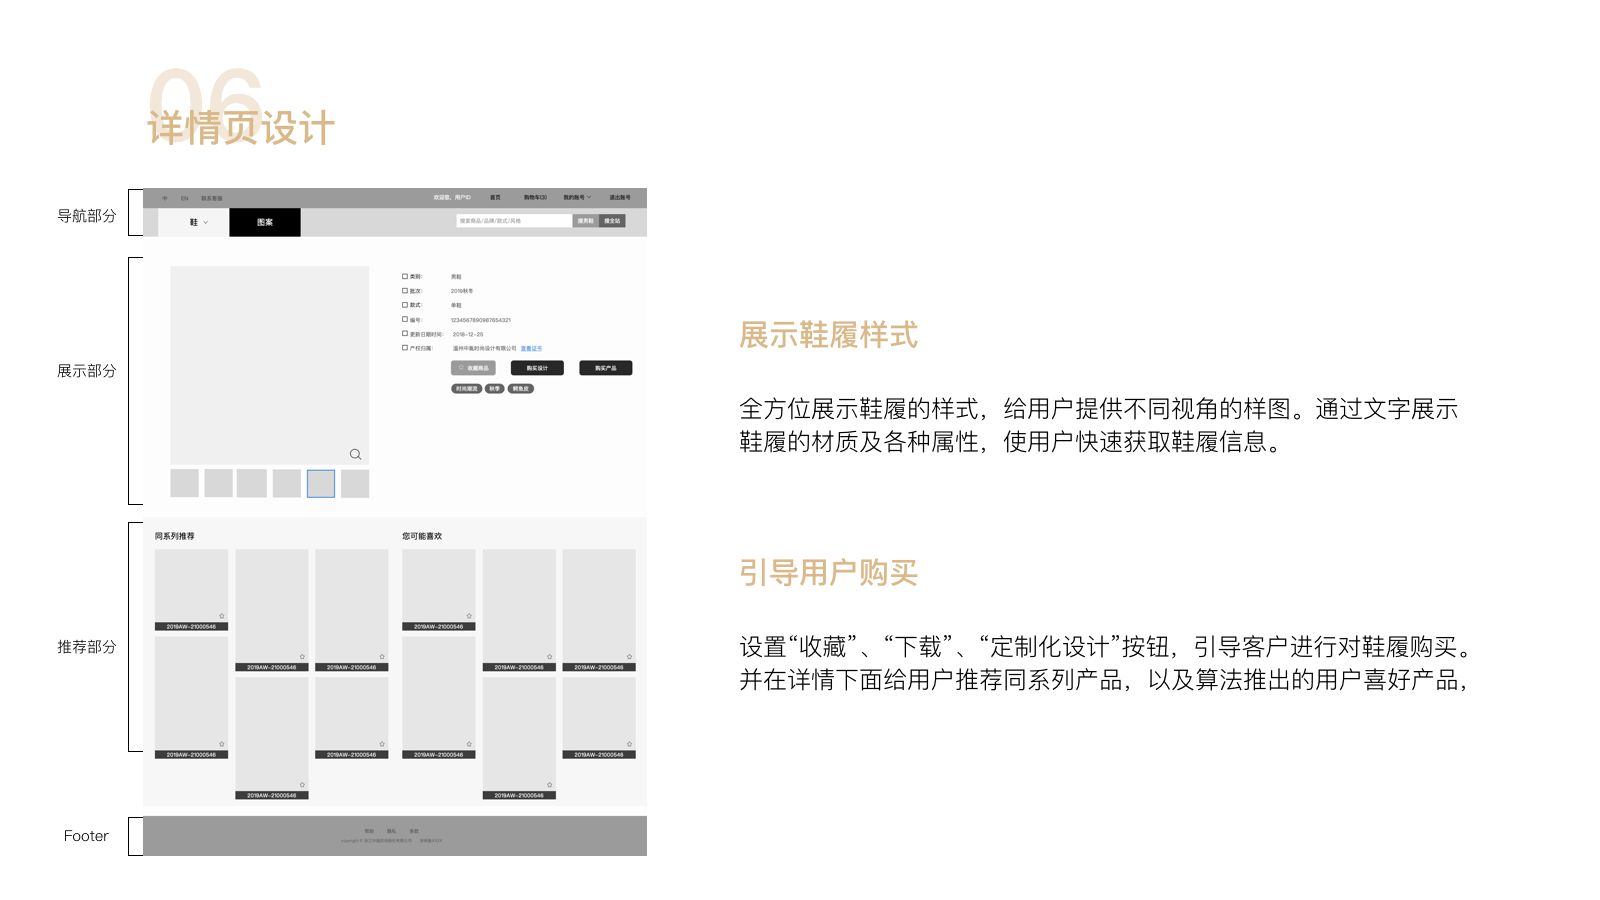 06
详情页设计
导航部分
中 EN 联系客服 欢迎您，用户ID 首页 购物车(3) 我的账号 退出账号
鞋 图案 搜索商品/品牌/款式/风格 搜男鞋 搜全站
展示部分
类别： 男鞋
批次： 2019秋冬
款式： 单鞋
编号： 1234567890987654321
更新日期时间： 2018-12-25
产权归属： 温州中胤时尚设计有限公司 查看证书
收藏商品 购买设计 购买产品
时尚潮流 秋季 鳄鱼皮
推荐部分
同系列推荐 您可能喜欢
2019AW-21000546 2019AW-21000546
2019AW-21000546 2019AW-21000546 2019AW-21000546 2019AW-21000546
2019AW-21000546 2019AW-21000546 2019AW-21000546 2019AW-21000546
2019AW-21000546 2019AW-21000546
Footer
帮助 隐私 条款
展示鞋履样式
全方位展示鞋履的样式，给用户提供不同视角的样图。通过文字展示
鞋履的材质及各种属性，使用户快速获取鞋履信息。
引导用户购买
设置“收藏”、“下载”、“定制化设计”按钮，引导客户进行对鞋履购买。
并在详情下面给用户推荐同系列产品，以及算法推出的用户喜好产品，